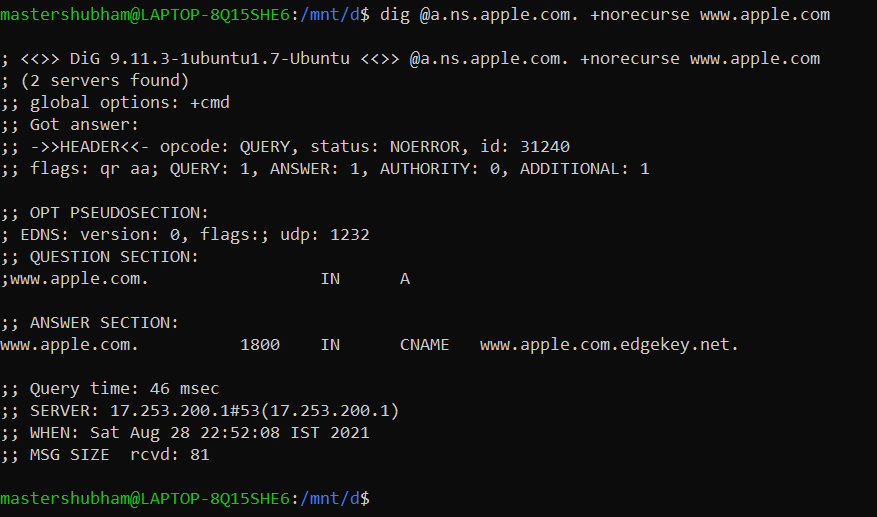 mastershubham@LAPTOP-8Q15SHE6:/mnt/d$ dig @a.ns.apple.com. +norecurse www.apple.com

; <<>> DiG 9.11.3-1ubuntu1.7-Ubuntu <<>> @a.ns.apple.com. +norecurse www.apple.com
; (2 servers found)
;; global options: +cmd
;; Got answer:
;; ->>HEADER<<- opcode: QUERY, status: NOERROR, id: 31240
;; flags: qr aa; QUERY: 1, ANSWER: 1, AUTHORITY: 0, ADDITIONAL: 1

;; OPT PSEUDOSECTION:
; EDNS: version: 0, flags:; udp: 1232
;; QUESTION SECTION:
;www.apple.com.                 IN      A

;; ANSWER SECTION:
www.apple.com.          1800    IN      CNAME   www.apple.com.edgekey.net.

;; Query time: 46 msec
;; SERVER: 17.253.200.1#53(17.253.200.1)
;; WHEN: Sat Aug 28 22:52:08 IST 2021
;; MSG SIZE  rcvd: 81

mastershubham@LAPTOP-8Q15SHE6:/mnt/d$